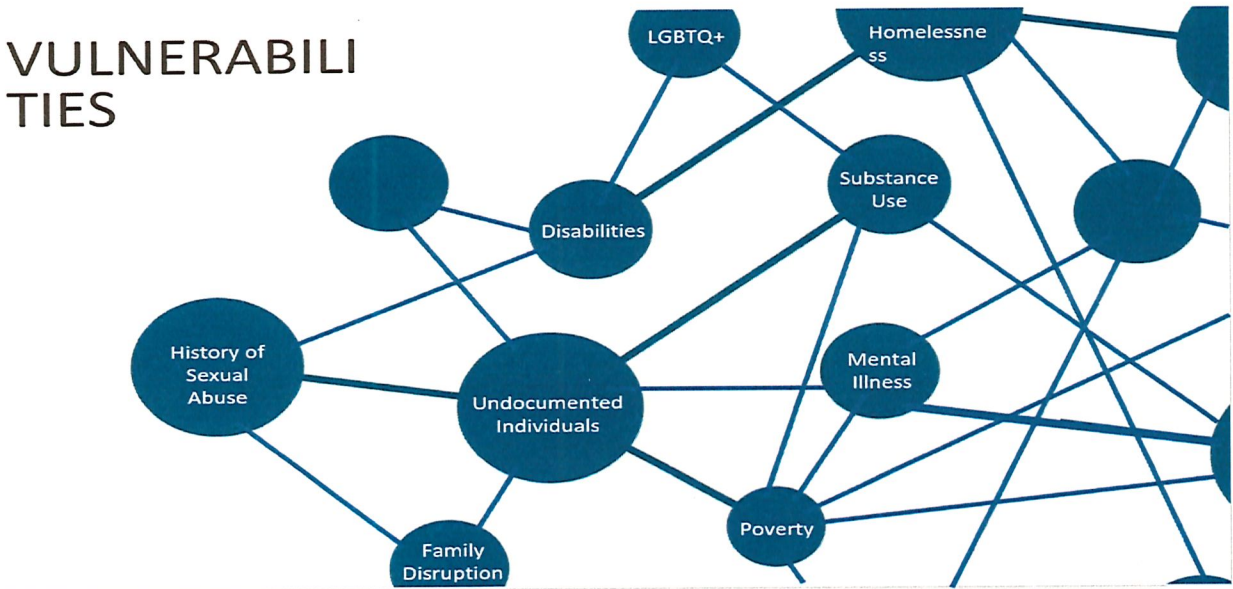 VULNERABILI
TIES
LGBTQ+
Homelessne
ss
Substance
Use
Disabilities
History of
Sexual
Abuse
Undocumented
Individuals
Mental
Illness
Poverty
Family
Disruption